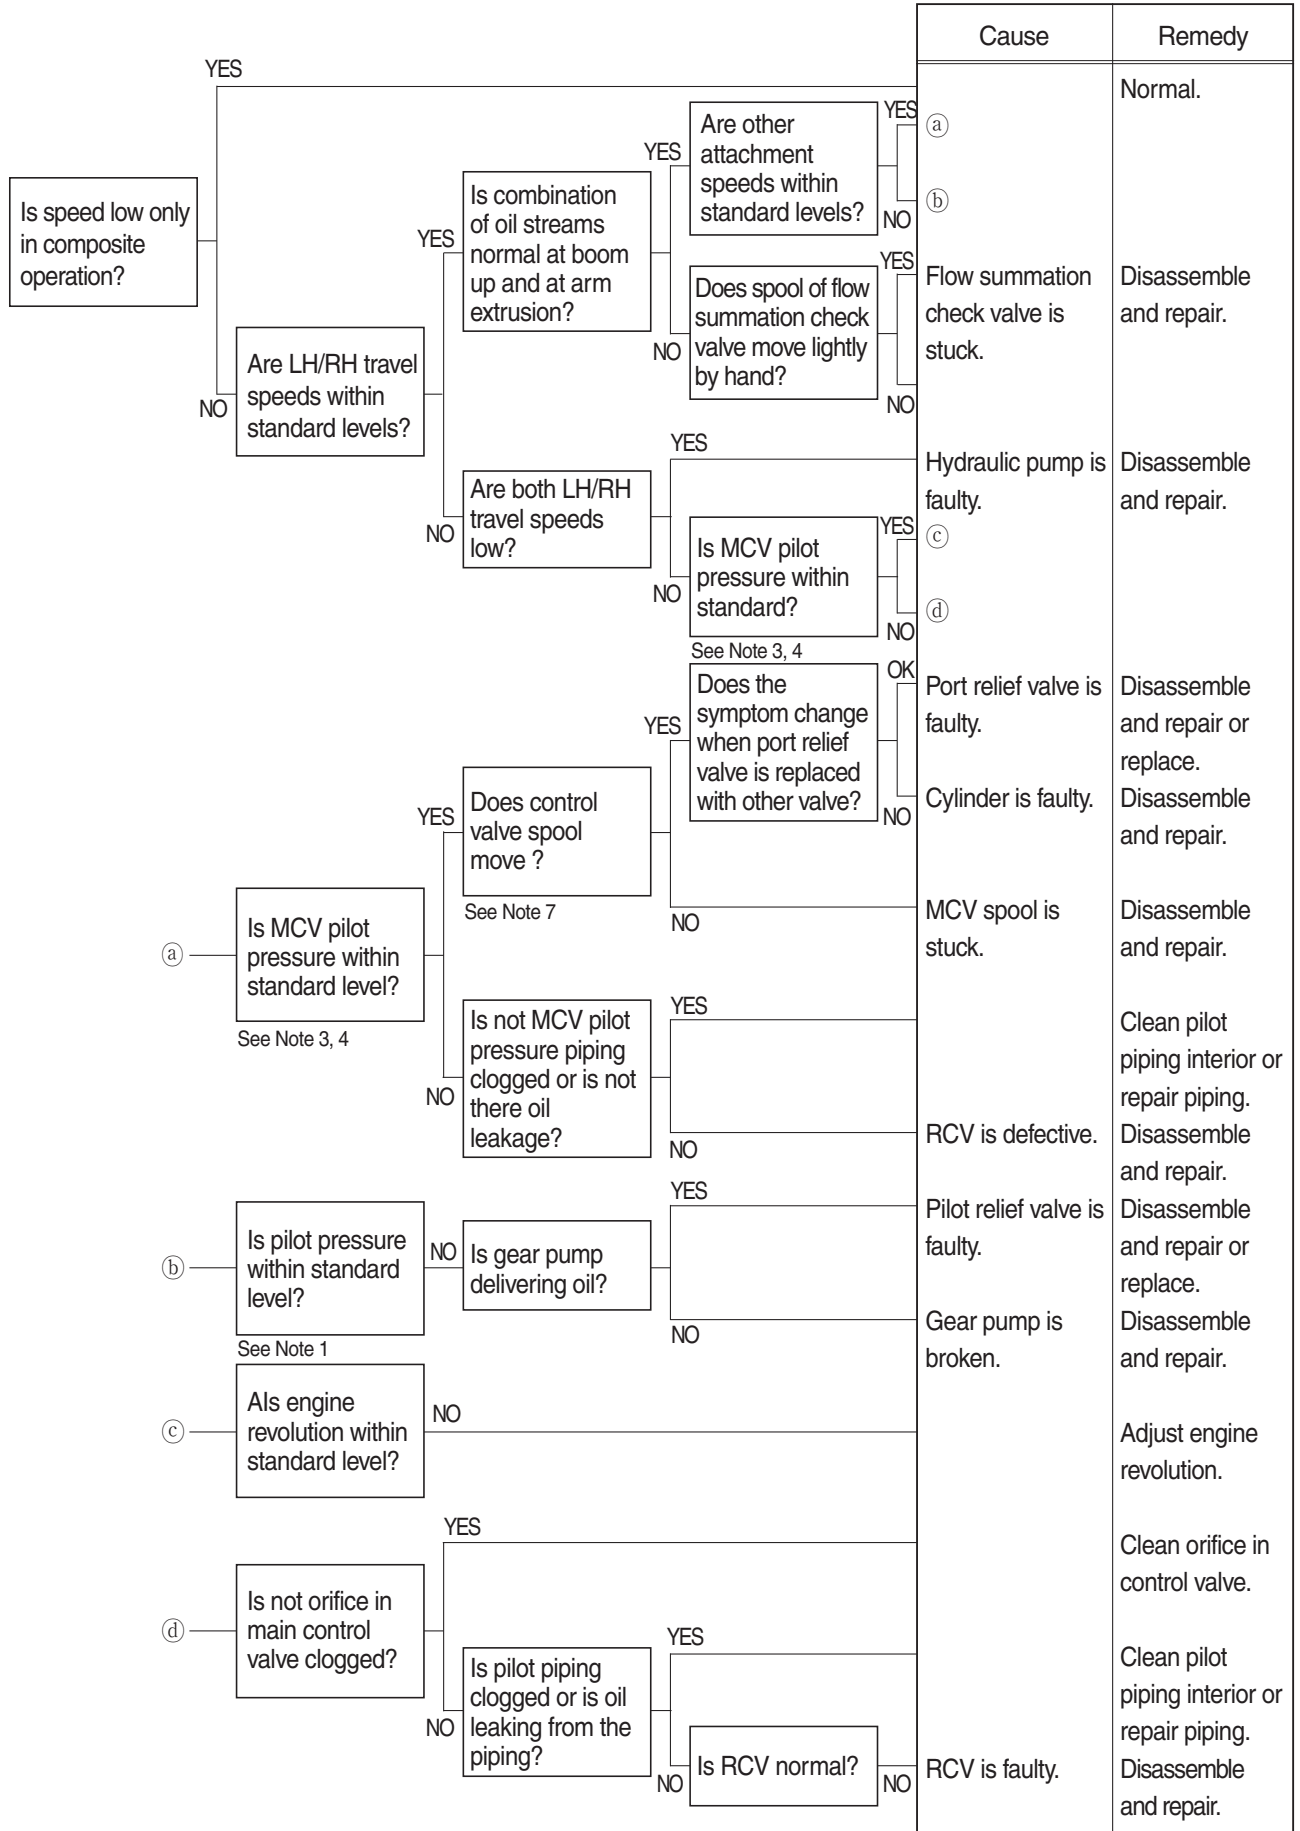 Cause
Remedy
YES
Normal.
Is speed low only
in composite
operation?
NO
Are LH/RH travel
speeds within
standard levels?
YES
Is combination
of oil streams
normal at boom
up and at arm
extrusion?
YES
Are other
attachment
speeds within
standard levels?
YES
ⓐ
NO
ⓑ
NO
Does spool of flow
summation check
valve move lightly
by hand?
YES
Flow summation
check valve is
stuck.
Disassemble
and repair.
NO
NO
Are both LH/RH
travel speeds
low?
YES
Hydraulic pump is
faulty.
Disassemble
and repair.
NO
Is MCV pilot
pressure within
standard?
See Note 3, 4
YES
ⓒ
NO
ⓓ
ⓐ
Is MCV pilot
pressure within
standard level?
See Note 3, 4
YES
Does control
valve spool
move ?
See Note 7
YES
Does the
symptom change
when port relief
valve is replaced
with other valve?
OK
Port relief valve is
faulty.
Disassemble
and repair or
replace.
NO
Cylinder is faulty.
Disassemble
and repair.
NO
MCV spool is
stuck.
Disassemble
and repair.
NO
Is not MCV pilot
pressure piping
clogged or is not
there oil
leakage?
YES
Clean pilot
piping interior or
repair piping.
NO
RCV is defective.
Disassemble
and repair.
ⓑ
Is pilot pressure
within standard
level?
See Note 1
NO
Is gear pump
delivering oil?
YES
Pilot relief valve is
faulty.
Disassemble
and repair or
replace.
NO
Gear pump is
broken.
Disassemble
and repair.
ⓒ
AIs engine
revolution within
standard level?
NO
Adjust engine
revolution.
ⓓ
Is not orifice in
main control
valve clogged?
YES
Clean orifice in
control valve.
NO
Is pilot piping
clogged or is oil
leaking from the
piping?
YES
Clean pilot
piping interior or
repair piping.
NO
Is RCV normal?
NO
RCV is faulty.
Disassemble
and repair.